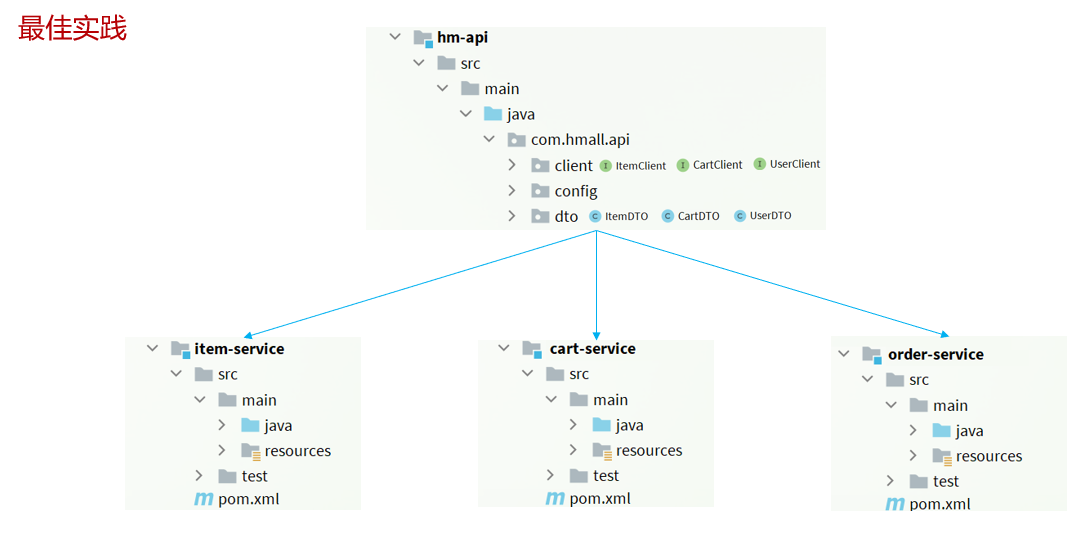 最佳实践
hm-api
src
main
java
com.hmall.api
client I ItemClient I CartClient I UserClient
config
dto C ItemDTO C CartDTO C UserDTO
item-service
src
main
java
resources
test
m pom.xml
cart-service
src
main
java
resources
test
m pom.xml
order-service
src
main
java
resources
test
m pom.xml